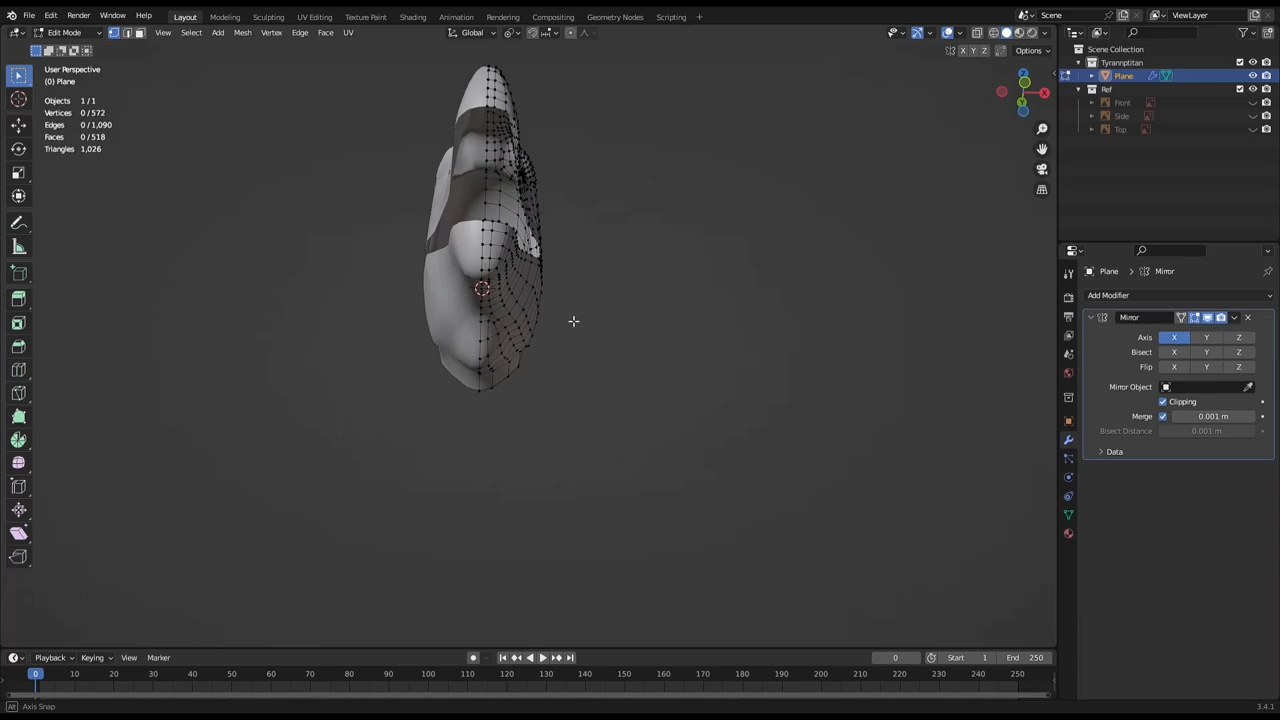 File Edit Render Window Help Layout Modeling Sculpting UV Editing Texture Paint Shading Animation Rendering Compositing Geometry Nodes Scripting + Scene ViewLayer
Edit Mode View Select Add Mesh Vertex Edge Face UV Global
X Y Z Options
User Perspective
(0) Plane
Objects 1/1
Vertices 0/572
Edges 0/1,090
Faces 0/518
Triangles 1,026
Z
X
Y
Scene Collection
Tyrannptitan
Plane
Ref
Front
Side
Top
Plane > Mirror
Add Modifier
Mirror
Axis X Y Z
Bisect X Y Z
Flip X Y Z
Mirror Object
Clipping
Merge 0.001 m
Bisect Distance 0.001 m
Data
Playback Keying View Marker 0 Start 1 End 250
0 10 20 30 40 50 60 70 80 90 100 110 120 130 140 150 160 170 180 190 200 210 220 230 240 250
Alt Axis Snap 3.4.1